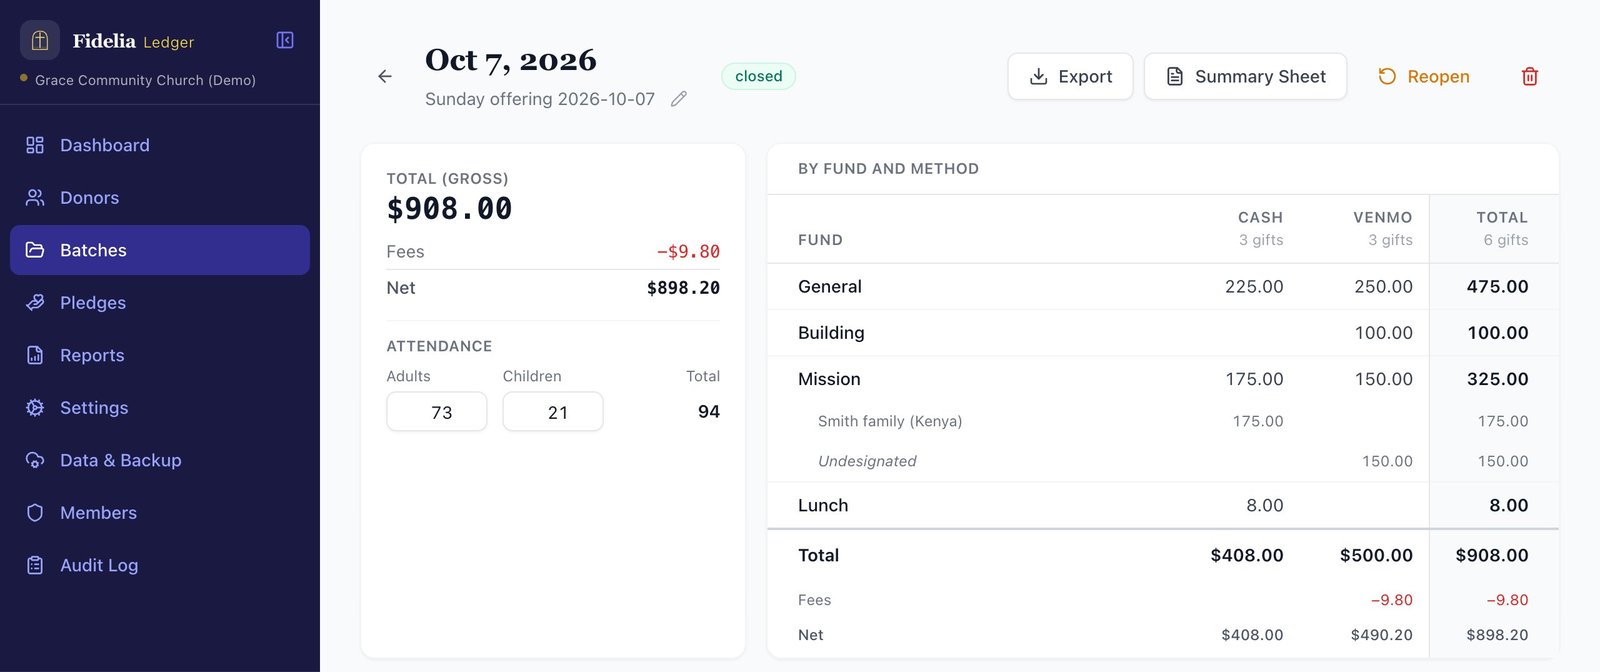 Fidelia Ledger
Grace Community Church (Demo)
Dashboard
Donors
Batches
Pledges
Reports
Settings
Data & Backup
Members
Audit Log
Oct 7, 2026
Sunday offering 2026-10-07
closed
Export
Summary Sheet
Reopen
TOTAL (GROSS)
$908.00
Fees −$9.80
Net $898.20
ATTENDANCE
Adults Children Total
73 21 94
BY FUND AND METHOD
CASH VENMO TOTAL
FUND 3 gifts 3 gifts 6 gifts
General 225.00 250.00 475.00
Building 100.00 100.00
Mission 175.00 150.00 325.00
Smith family (Kenya) 175.00 175.00
Undesignated 150.00 150.00
Lunch 8.00 8.00
Total $408.00 $500.00 $908.00
Fees −9.80 −9.80
Net $408.00 $490.20 $898.20